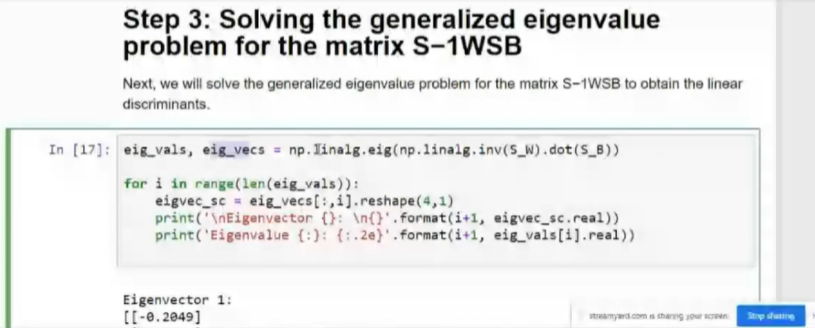 Step 3: Solving the generalized eigenvalue
problem for the matrix S−1WSB
Next, we will solve the generalized eigenvalue problem for the matrix S−1WSB to obtain the linear
discriminants.
In [17]: eig_vals, eig_vecs = np.linalg.eig(np.linalg.inv(S_W).dot(S_B))
for i in range(len(eig_vals)):
eigvec_sc = eig_vecs[:,i].reshape(4,1)
print('\nEigenvector {}: \n{}'.format(i+1, eigvec_sc.real))
print('Eigenvalue {:}: {:.2e}'.format(i+1, eig_vals[i].real))
Eigenvector 1:
[[-0.2049]
streamyard.com is sharing your screen. Stop sharing